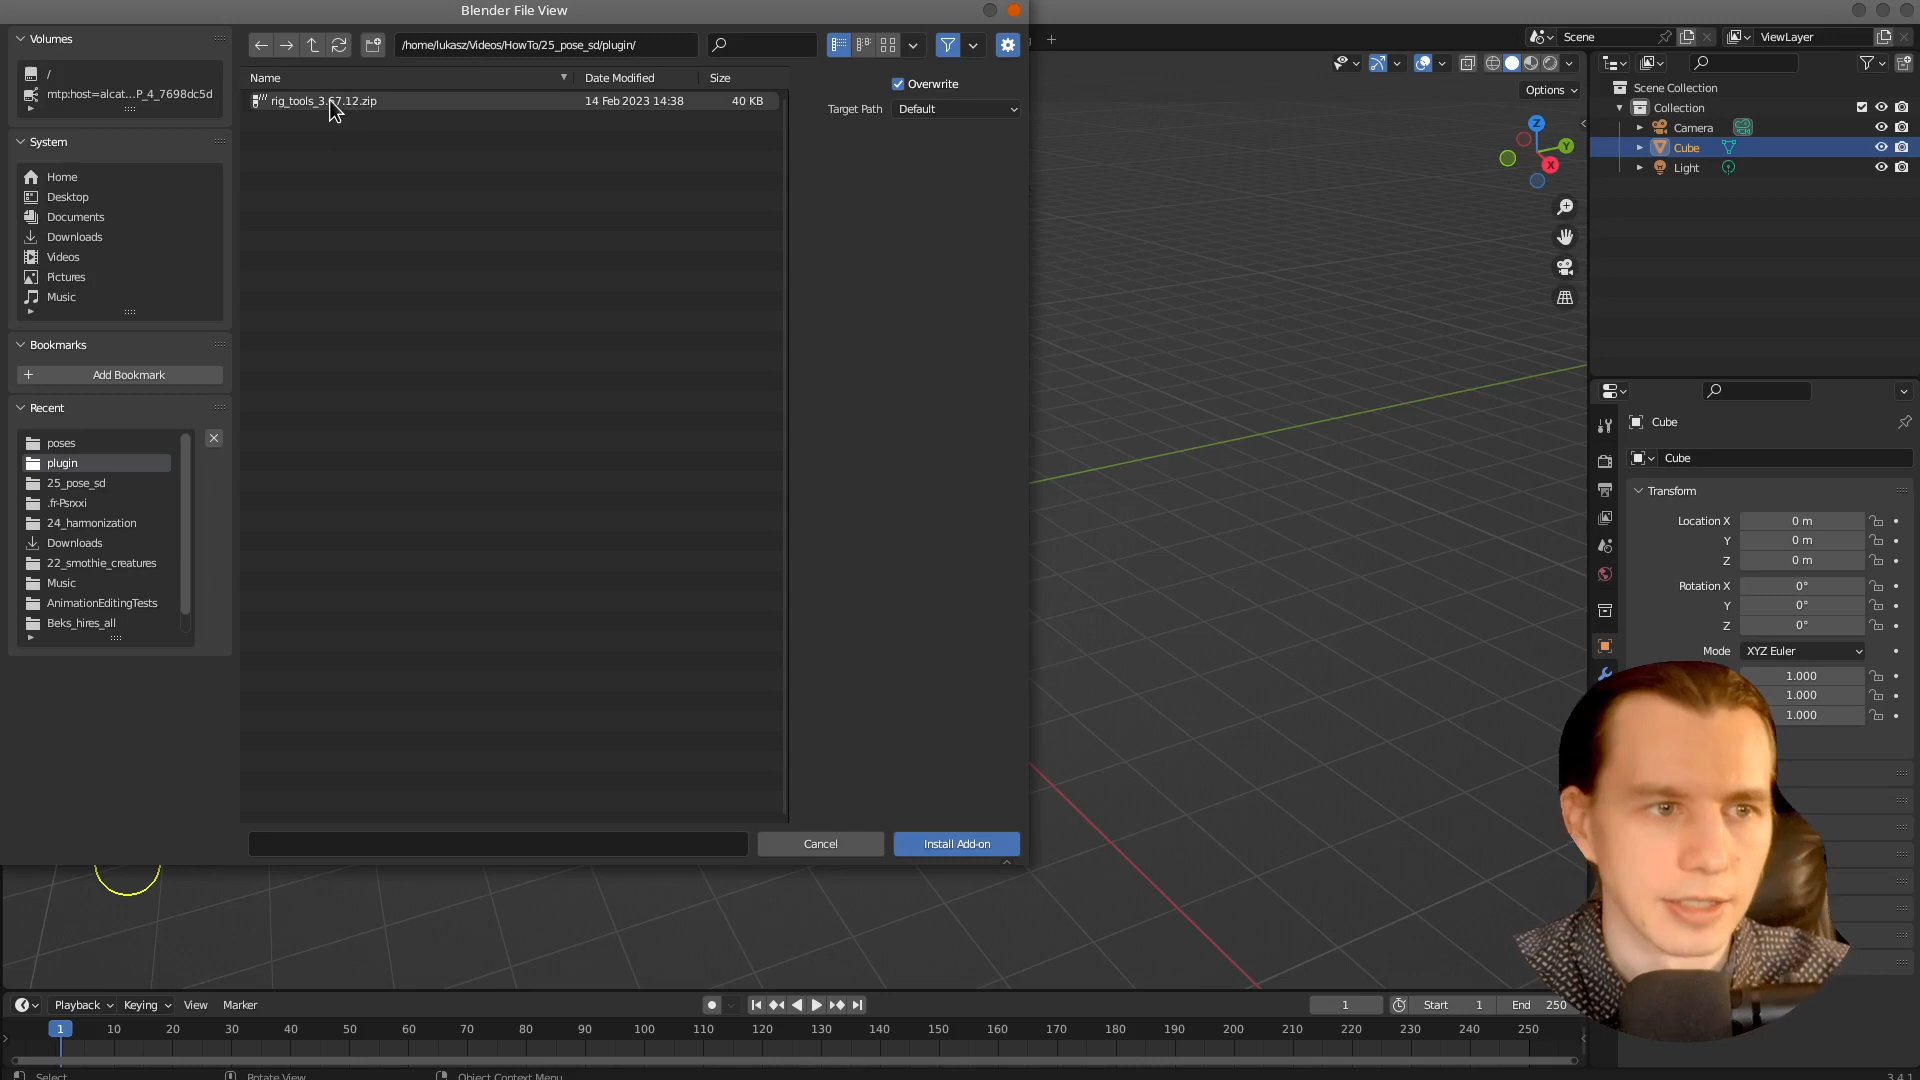 Blender File View
Volumes
/
mtp:host=alcat...P_4_7698dc5d
System
Home
Desktop
Documents
Downloads
Videos
Pictures
Music
Bookmarks
Add Bookmark
Recent
poses
plugin
25_pose_sd
.fr-Psrxxi
24_harmonization
Downloads
22_smothie_creatures
Music
AnimationEditingTests
Beks_hires_all
/home/lukasz/Videos/HowTo/25_pose_sd/plugin/
Name Date Modified Size
14 Feb 2023 14:38 40 KB
Overwrite
Target Path Default
Cancel Install Add-on
Scene ViewLayer
Options
Z
Y
X
Scene Collection
Collection
Camera
Cube
Light
Cube
Cube
Transform
Location X 0 m
Y 0 m
Z 0 m
Rotation X 0°
Y 0°
Z 0°
Mode XYZ Euler
1.000
1.000
1.000
Playback Keying View Marker
1 Start 1 End 250
1 10 20 30 40 50 60 70 80 90 100 110 120 130 140 150 160 170 180 190 200 210 220 230 240 250
Select Rotate View Object Context Menu 3.4.1